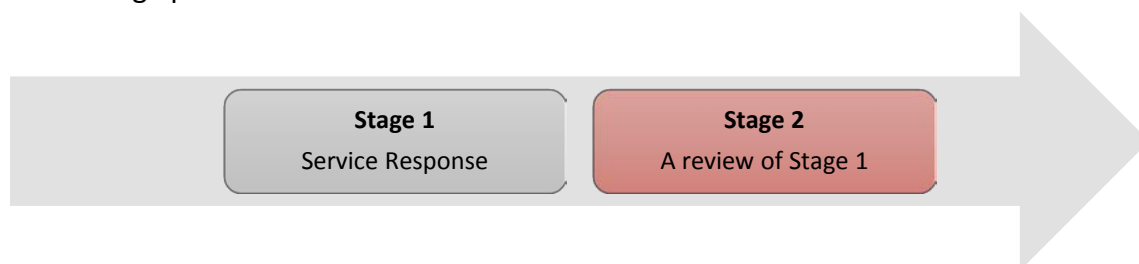 Stage 1
Service Response
Stage 2
A review of Stage 1